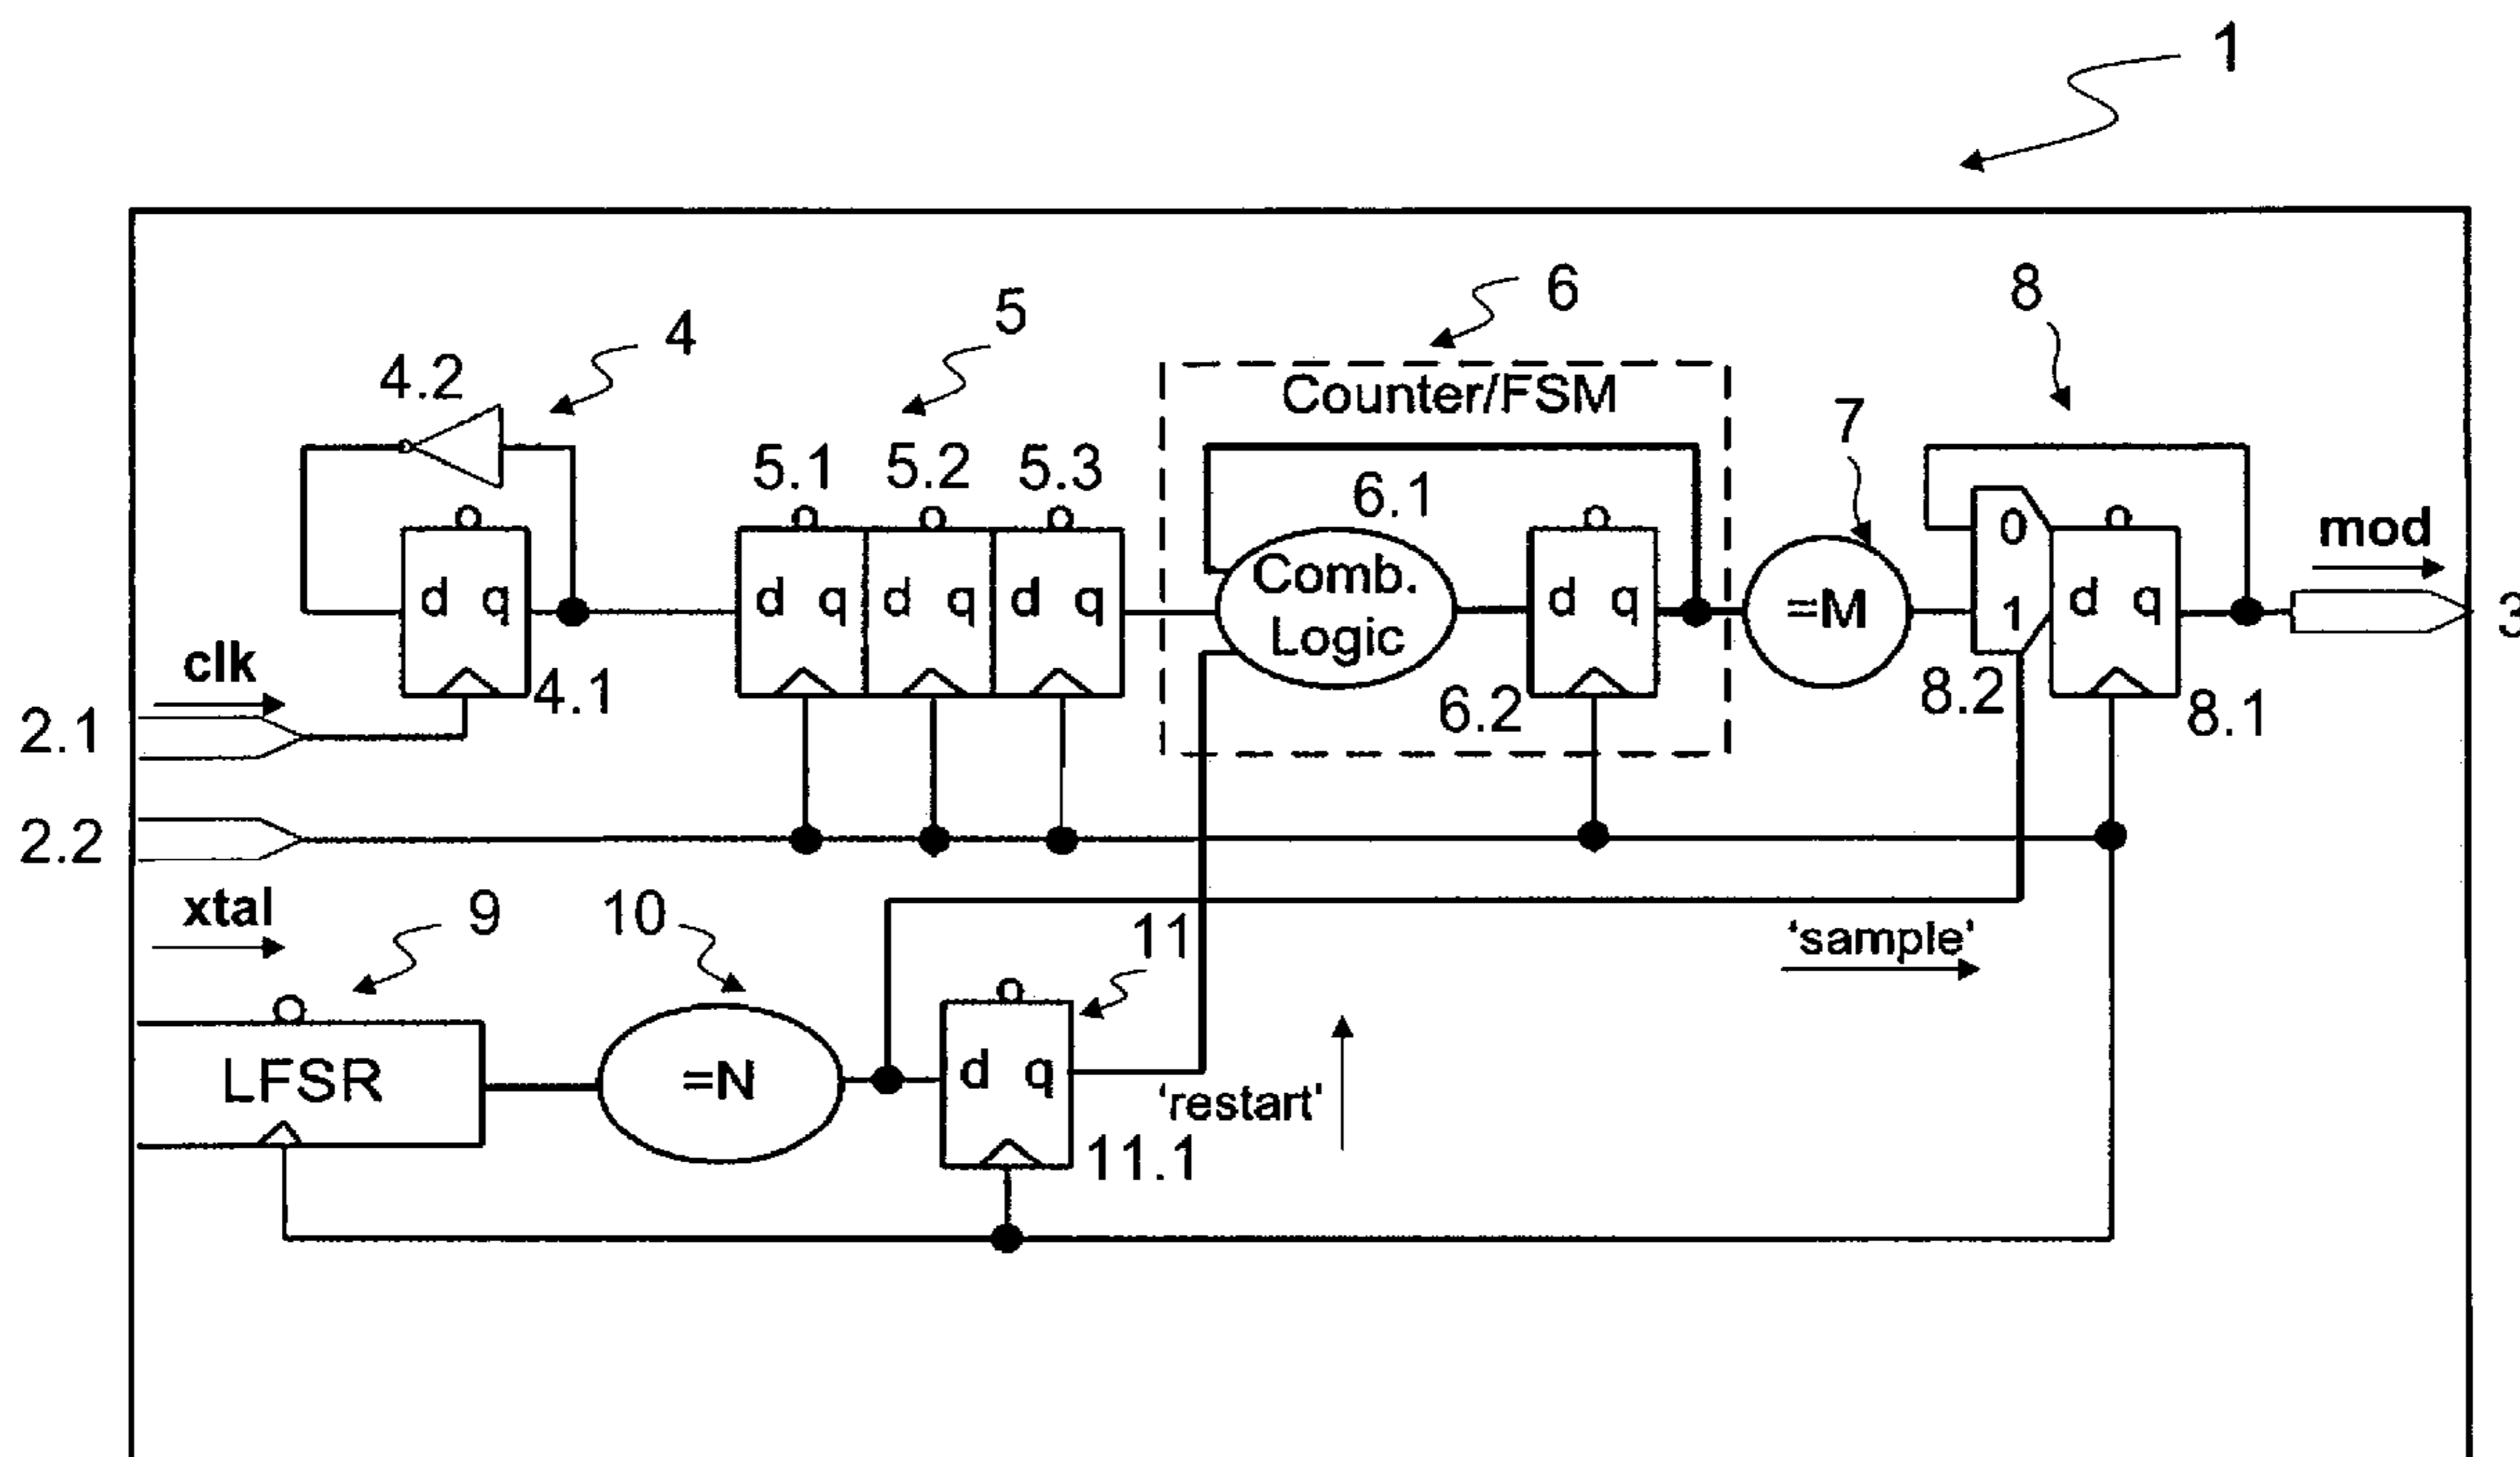 1
8
6
5
4
4.2
Counter/FSM
7
5.1 5.2 5.3
6.1
0
mod
d q
d q d q d q
Comb.
Logic
d q
=M
1
d q
3
clk
4.1
6.2
8.2
8.1
2.1
2.2
xtal
9
10
11
'sample'
LFSR
=N
d q
'restart'
11.1